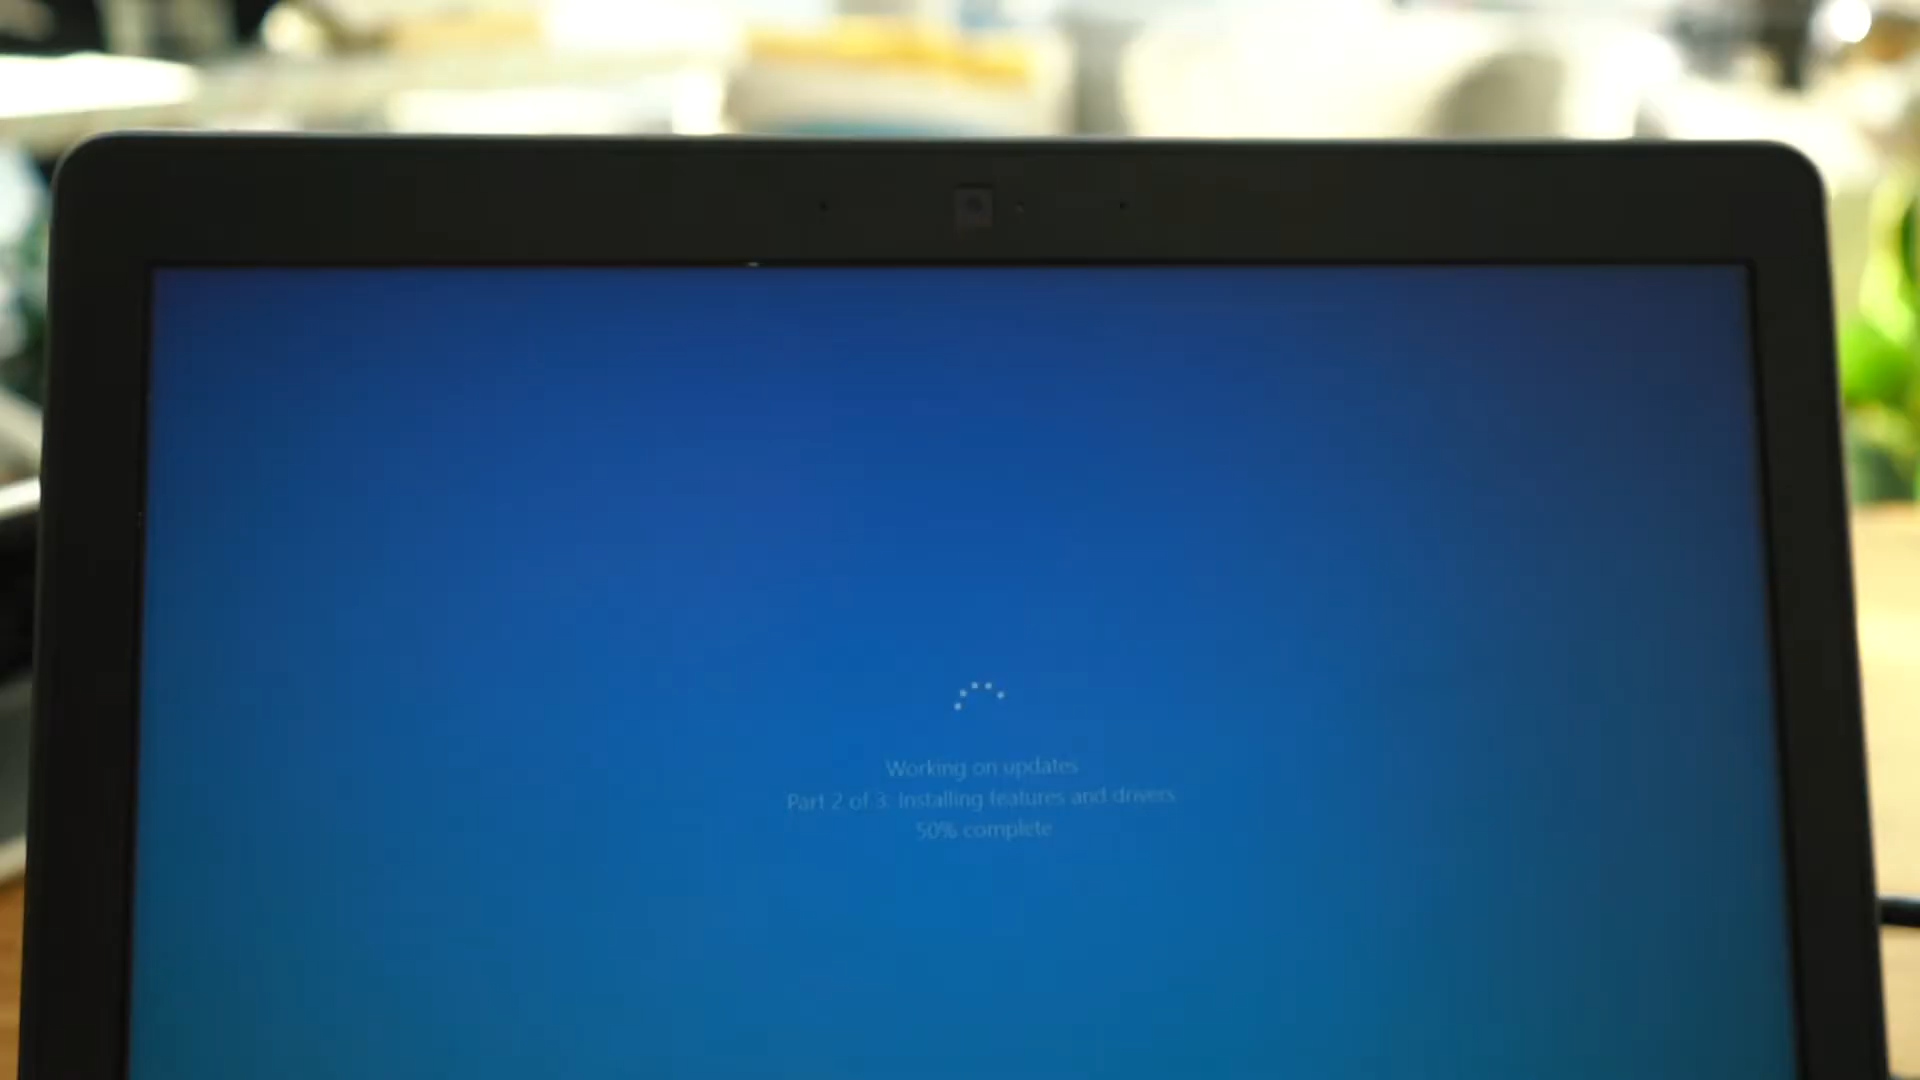 Working on updates
Part 2 of 3: Installing features and drivers
50% complete